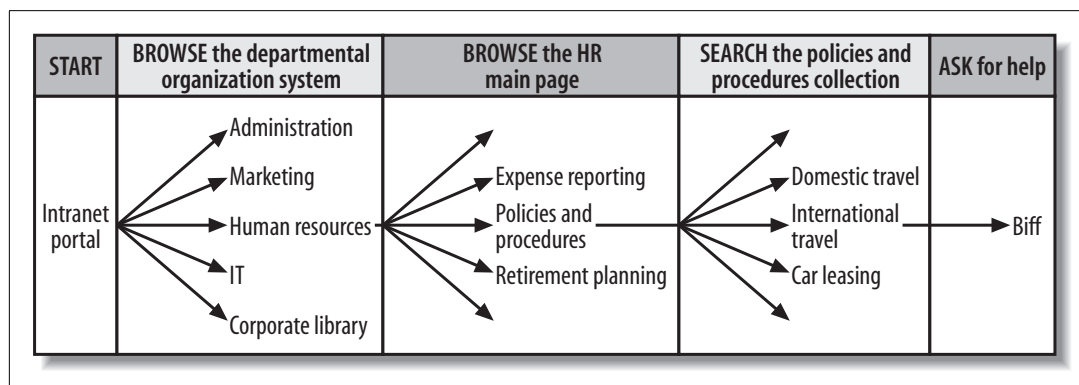 START
BROWSE the departmental
organization system
BROWSE the HR
main page
SEARCH the policies and
procedures collection
ASK for help
Intranet
portal
Administration
Marketing
Human resources
IT
Corporate library
Expense reporting
Policies and
procedures
Retirement planning
Domestic travel
International
travel
Car leasing
Biff